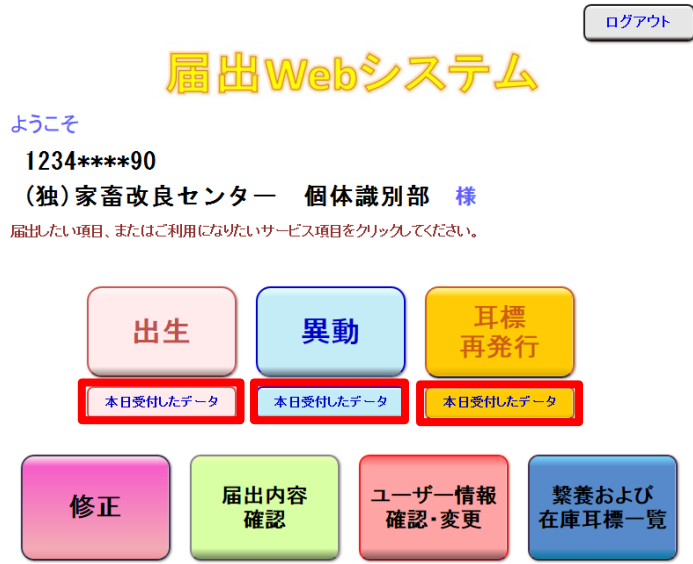 ログアウト
届出Webシステム
ようこそ
1234****90
(独)家畜改良センター　個体識別部　様
届出したい項目、またはご利用になりたいサービス項目をクリックしてください。
出生
異動
耳標
再発行
本日受付したデータ
本日受付したデータ
本日受付したデータ
修正
届出内容
確認
ユーザー情報
確認・変更
繋養および
在庫耳標一覧